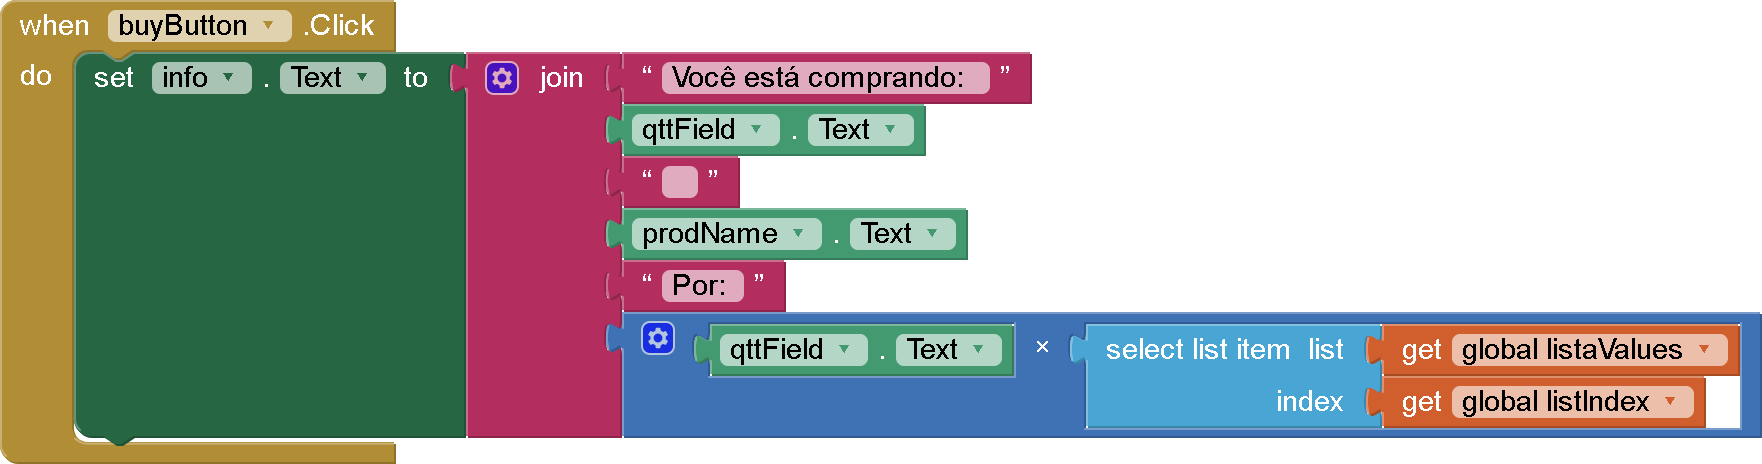 when buyButton .Click
do set info . Text to join “ Você está comprando: ”
qttField . Text
“ ”
prodName . Text
“ Por: ”
qttField . Text × select list item list get global listaValues
index get global listIndex